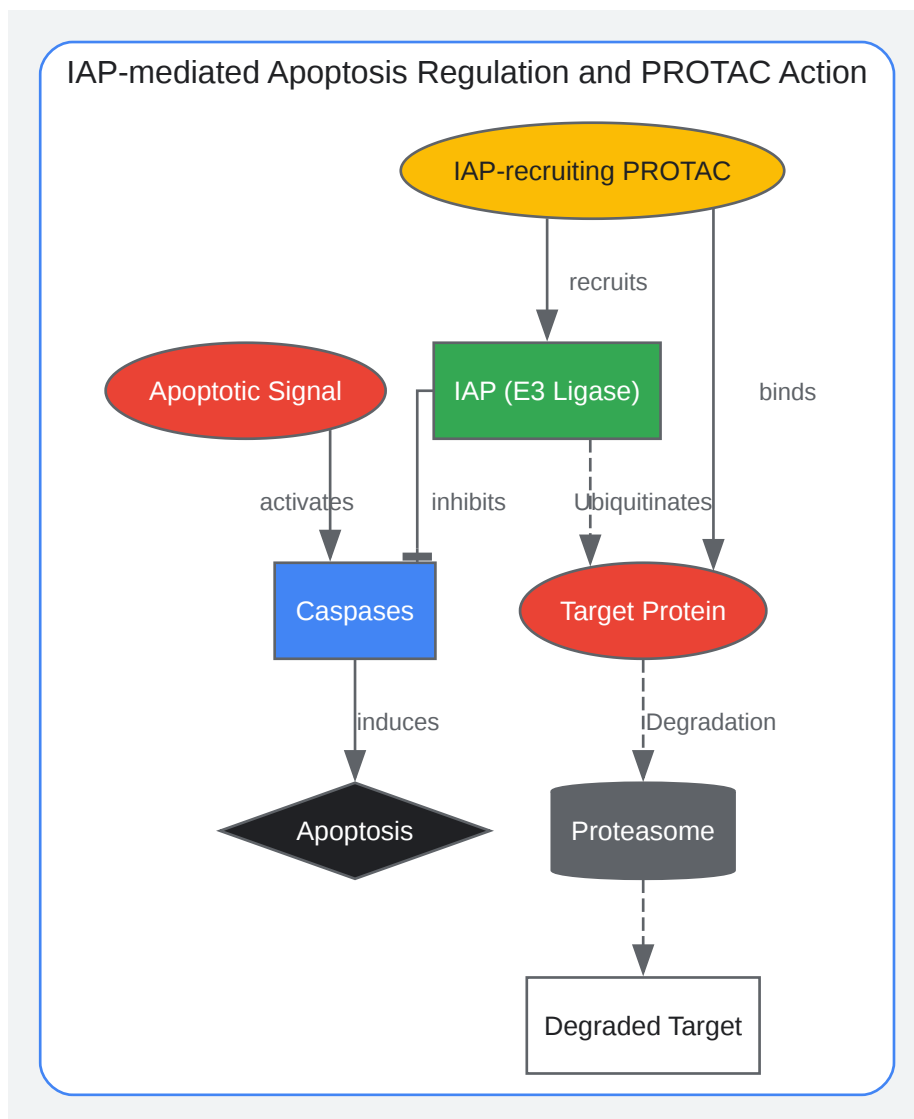 IAP-mediated Apoptosis Regulation and PROTAC Action
IAP-recruiting PROTAC
recruits
Apoptotic Signal
IAP (E3 Ligase)
binds
activates
inhibits
Ubiquitinates
Caspases
Target Protein
induces
Degradation
Apoptosis
Proteasome
Degraded Target